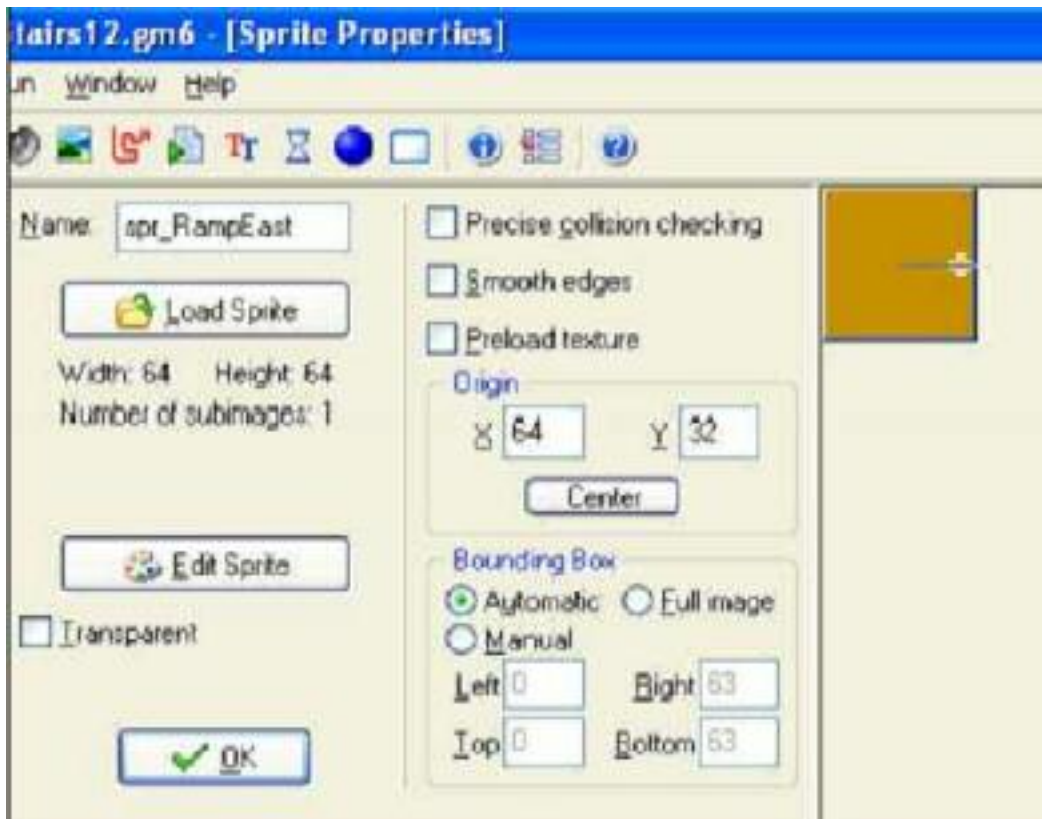 tairs12.gm6 - [Sprite Properties]
un Window Help
Name: spr_RampEast
Load Sprite
Width: 64 Height: 64
Number of subimages: 1
Edit Sprite
Transparent
OK
Precise collision checking
Smooth edges
Preload texture
Origin
X 64 Y 32
Center
Bounding Box
Automatic Full image
Manual
Left 0 Right 63
Top 0 Bottom 63